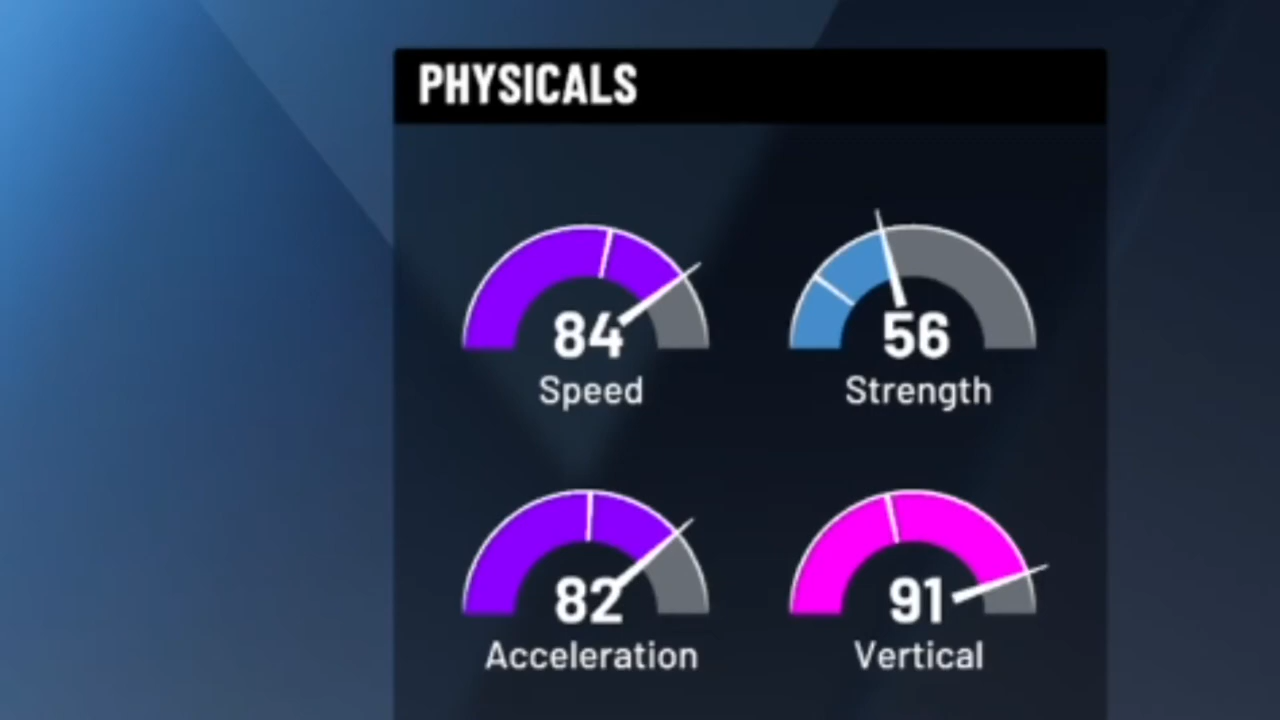 PHYSICALS
84 56
Speed Strength
82 91
Acceleration Vertical